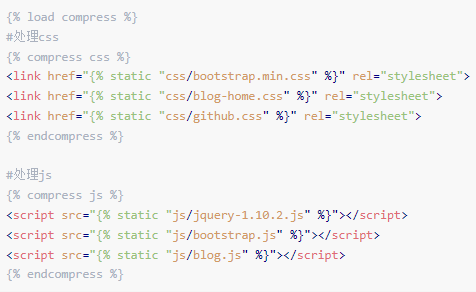 {% load compress %}
#处理css
{% compress css %}
<link href="{% static "css/bootstrap.min.css" %}" rel="stylesheet">
<link href="{% static "css/blog-home.css" %}" rel="stylesheet">
<link href="{% static "css/github.css" %}" rel="stylesheet">
{% endcompress %}
#处理js
{% compress js %}
<script src="{% static "js/jquery-1.10.2.js" %}"></script>
<script src="{% static "js/bootstrap.js" %}"></script>
<script src="{% static "js/blog.js" %}"></script>
{% endcompress %}